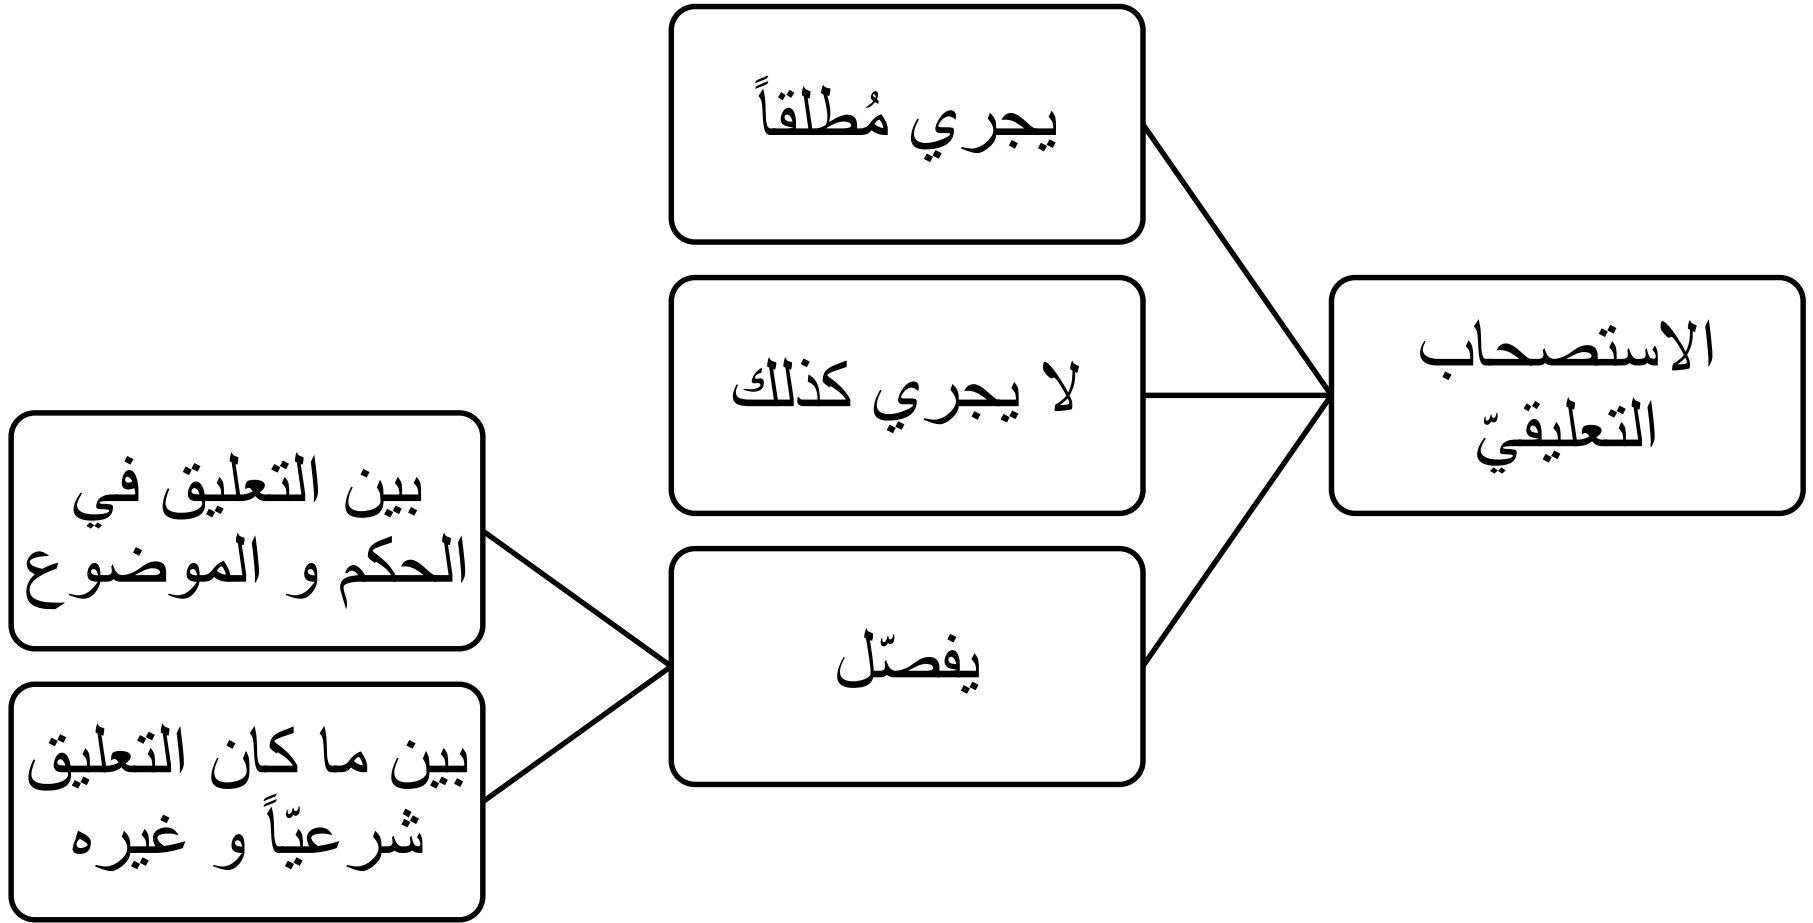 الاستصحاب
التعليقيّ
يجري مُطلقاً
لا يجري كذلك
يفصّل
بين التعليق في
الحكم و الموضوع
بين ما كان التعليق
شرعيّاً و غيره